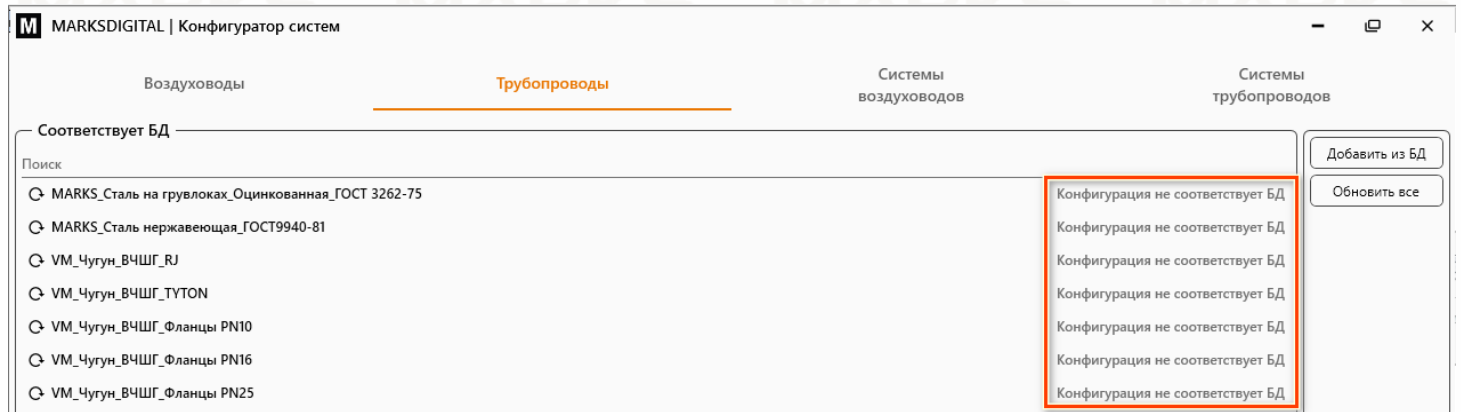 M MARKSDIGITAL | Конфигуратор систем
Воздуховоды
Трубопроводы
Системы
воздуховодов
Системы
трубопроводов
Соответствует БД
Поиск
Добавить из БД
Обновить все
MARKS_Сталь на грувлоках_Оцинкованная_ГОСТ 3262-75 Конфигурация не соответствует БД
MARKS_Сталь нержавеющая_ГОСТ9940-81 Конфигурация не соответствует БД
VM_Чугун_ВЧШГ_RJ Конфигурация не соответствует БД
VM_Чугун_ВЧШГ_TYTON Конфигурация не соответствует БД
VM_Чугун_ВЧШГ_Фланцы PN10 Конфигурация не соответствует БД
VM_Чугун_ВЧШГ_Фланцы PN16 Конфигурация не соответствует БД
VM_Чугун_ВЧШГ_Фланцы PN25 Конфигурация не соответствует БД